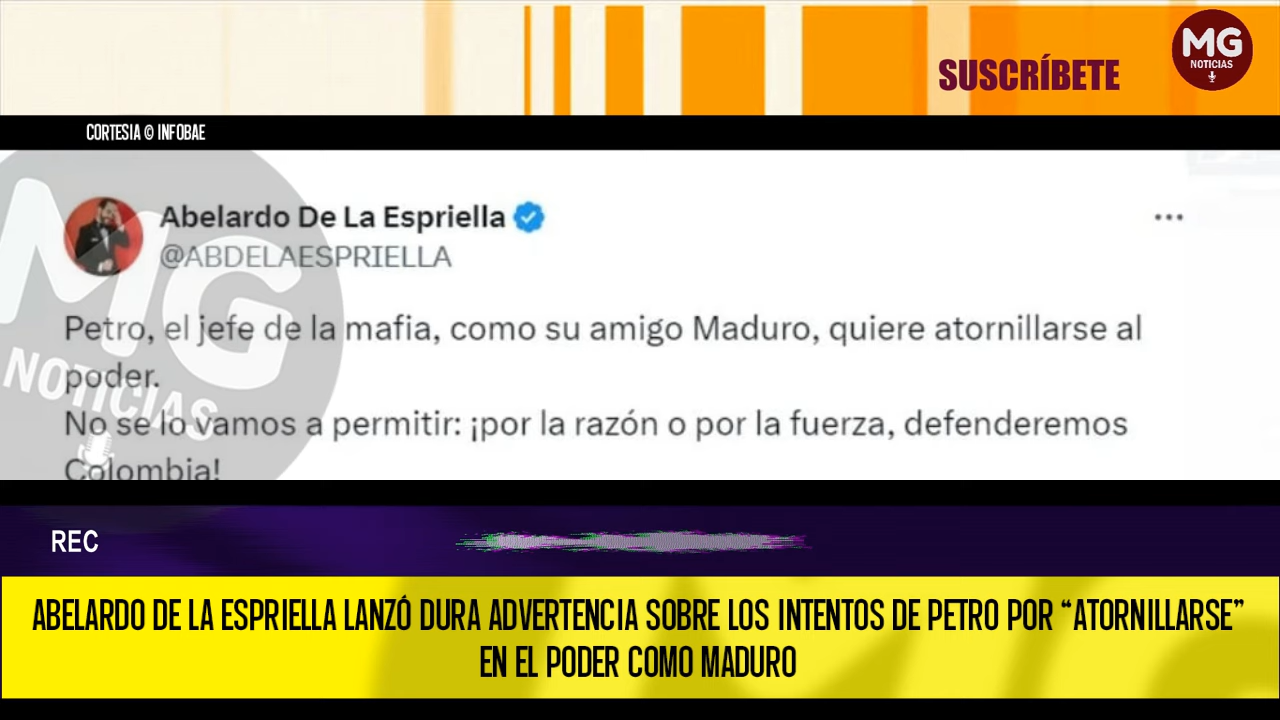 MG
NOTICIAS
SUSCRÍBETE
CORTESIA © INFOBAE
MG
NOTICIAS
Abelardo De La Espriella
@ABDELAESPRIELLA
Petro, el jefe de la mafia, como su amigo Maduro, quiere atornillarse al
poder.
No se lo vamos a permitir: ¡por la razón o por la fuerza, defenderemos
Colombia!
REC
ABELARDO DE LA ESPRIELLA LANZÓ DURA ADVERTENCIA SOBRE LOS INTENTOS DE PETRO POR “ATORNILLARSE”
EN EL PODER COMO MADURO